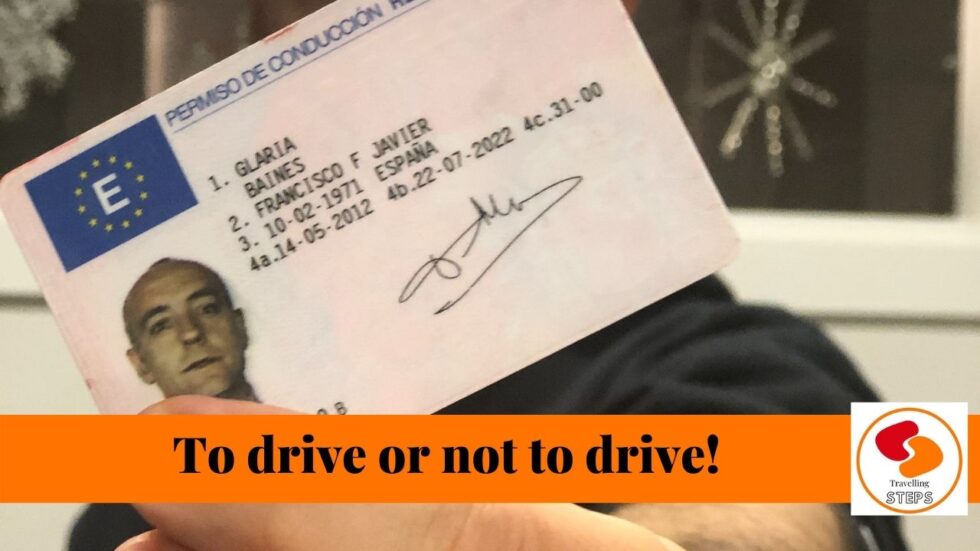 PERMISO DE CONDUCCIÓN
E
1. GLARIA
BAINES
2. FRANCISCO F JAVIER
3. 10-02-1971 ESPAÑA
4a.14-05-2012 4b.22-07-2022 4c.31-00
B
To drive or not to drive!
Travelling
STEPS